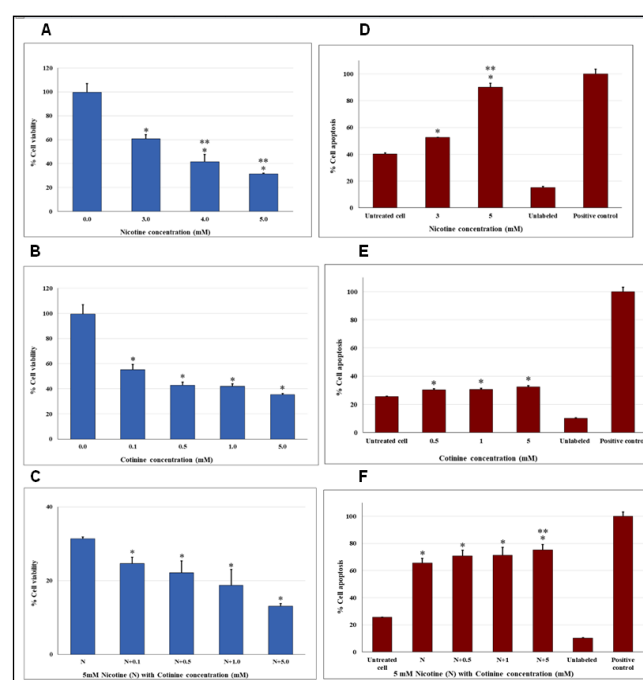 A
% Cell viability
120
100
80
60
40
20
0
*
**
*
**
*
0.0 3.0 4.0 5.0
Nicotine concentration (mM)
D
% Cell apoptosis
100
80
60
40
20
0
*
**
*
Untreated cell 3 5 Unlabeled Positive control
Nicotine concentration (mM)
B
% Cell viability
120
100
80
60
40
20
0
* * * *
0.0 0.1 0.5 1.0 5.0
Cotinine concentration (mM)
E
% Cell apoptosis
100
80
60
40
20
0
* * *
Untreated cell 0.5 1 5 Unlabeled Positive control
Cotinine concentration (mM)
C
% Cell viability
40
20
0
* * * *
N N+0.1 N+0.5 N+1.0 N+5.0
5mM Nicotine (N) with Cotinine concentration (mM)
F
% Cell apoptosis
100
80
60
40
20
0
* * * **
*
Untreated cell N N+0.5 N+1 N+5 Unlabeled Positive control
5 mM Nicotine (N) with Cotinine concentration (mM)